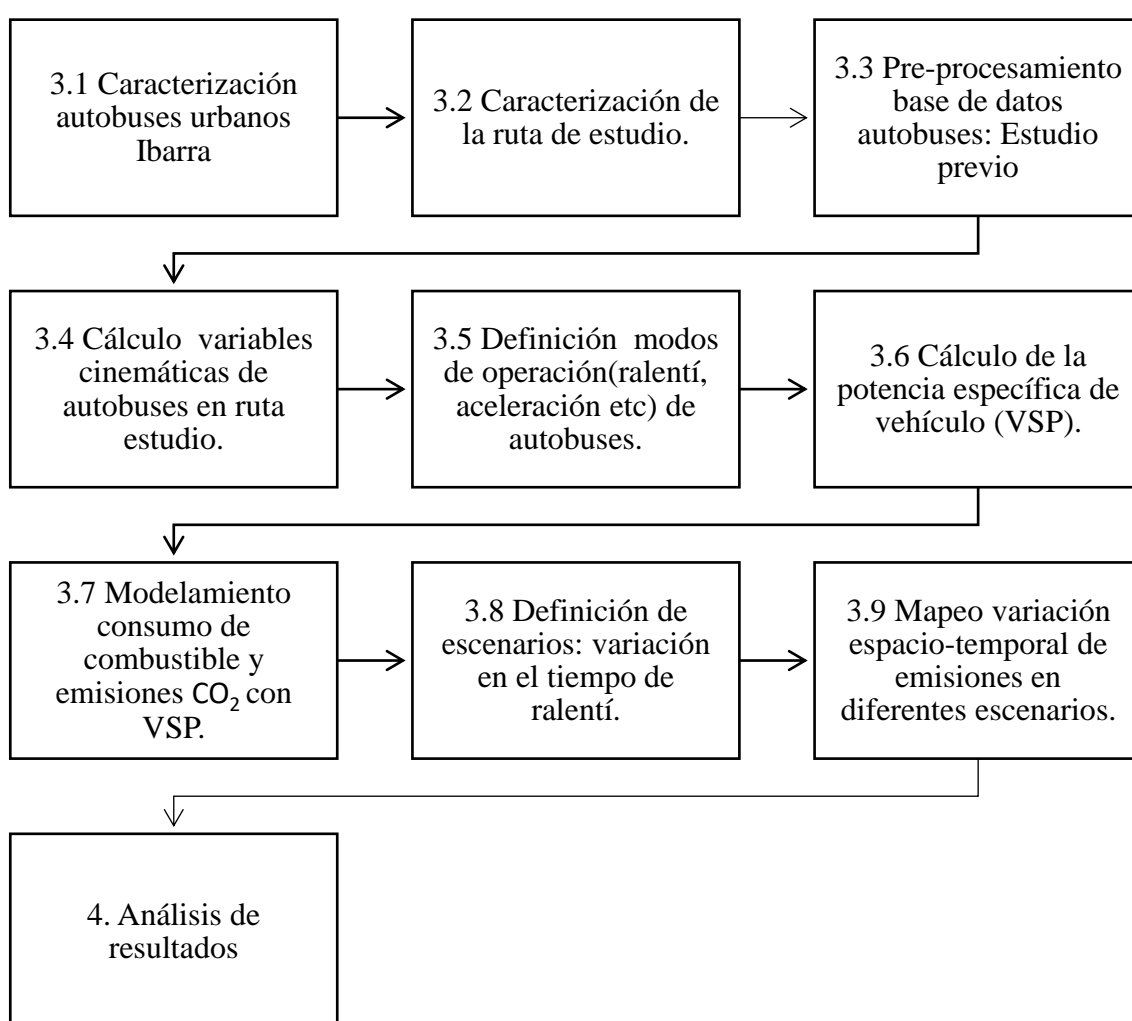 3.1 Caracterización
autobuses urbanos
Ibarra
3.2 Caracterización de
la ruta de estudio.
3.3 Pre-procesamiento
base de datos
autobuses: Estudio
previo
3.4 Cálculo  variables
cinemáticas de
autobuses en ruta
estudio.
3.5 Definición  modos
de operación(ralentí,
aceleración etc) de
autobuses.
3.6 Cálculo de la
potencia específica de
vehículo (VSP).
3.7 Modelamiento
consumo de
combustible y
emisiones CO₂ con
VSP.
3.8 Definición de
escenarios: variación
en el tiempo de
ralentí.
3.9 Mapeo variación
espacio-temporal de
emisiones en
diferentes escenarios.
4. Análisis de
resultados